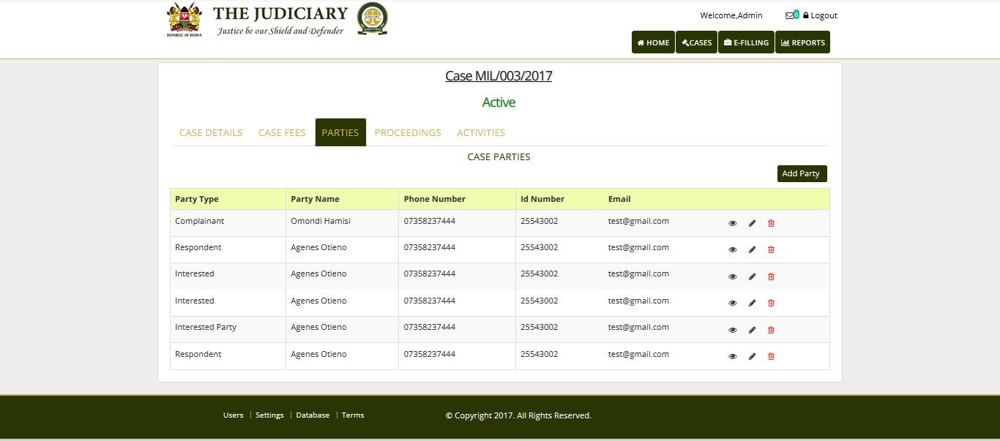 REPUBLIC OF KENYA
THE JUDICIARY
Justice be our Shield and Defender
Welcome,Admin 6 Logout
HOME CASES E-FILLING REPORTS
Case MIL/003/2017
Active
CASE DETAILS CASE FEES PARTIES PROCEEDINGS ACTIVITIES
CASE PARTIES
Add Party
Party Type Party Name Phone Number Id Number Email
Complainant Omondi Hamisi 07358237444 25543002 test@gmail.com
Respondent Agenes Otieno 07358237444 25543002 test@gmail.com
Interested Agenes Otieno 07358237444 25543002 test@gmail.com
Interested Agenes Otieno 07358237444 25543002 test@gmail.com
Interested Party Agenes Otieno 07358237444 25543002 test@gmail.com
Respondent Agenes Otieno 07358237444 25543002 test@gmail.com
Users Settings Database Terms © Copyright 2017. All Rights Reserved.